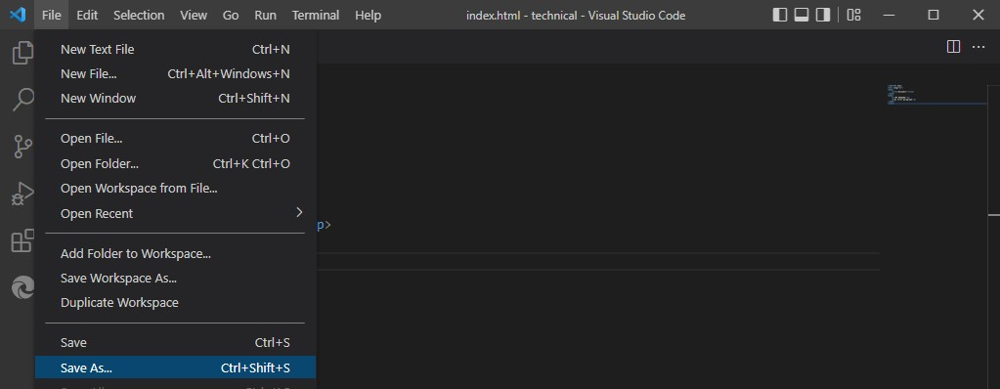 File Edit Selection View Go Run Terminal Help index.html - technical - Visual Studio Code
New Text File Ctrl+N
New File... Ctrl+Alt+Windows+N
New Window Ctrl+Shift+N
Open File... Ctrl+O
Open Folder... Ctrl+K Ctrl+O
Open Workspace from File...
Open Recent
p>
Add Folder to Workspace...
Save Workspace As...
Duplicate Workspace
Save Ctrl+S
Save As... Ctrl+Shift+S